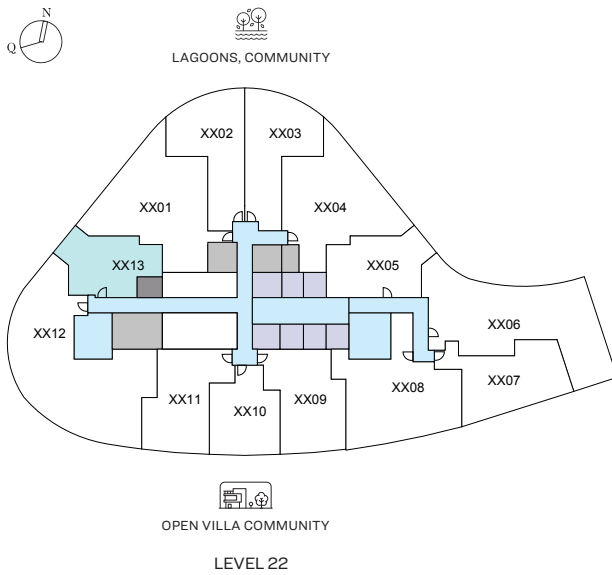 N
Q
LAGOONS, COMMUNITY
XX02
XX03
XX01
XX04
XX13
XX05
XX12
XX06
XX11
XX10
XX09
XX08
XX07
OPEN VILLA COMMUNITY
LEVEL 22